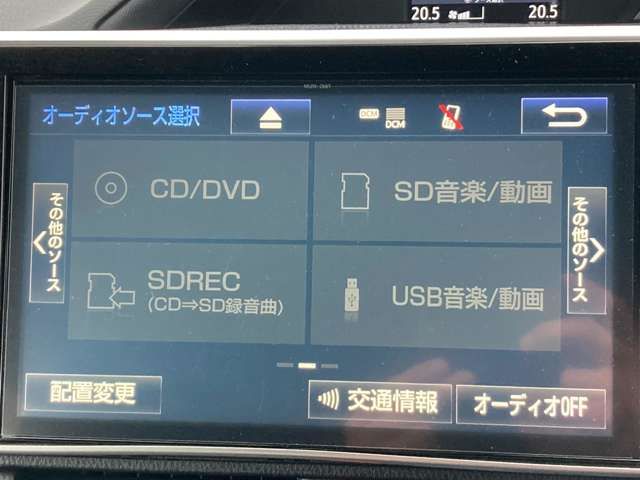 20.5 20.5
オーディオソース選択
DCM DCM
CD/DVD
SD音楽/動画
その他のソース
その他のソース
SDREC
(CD⇒SD録音曲)
USB音楽/動画
配置変更
交通情報
オーディオOFF